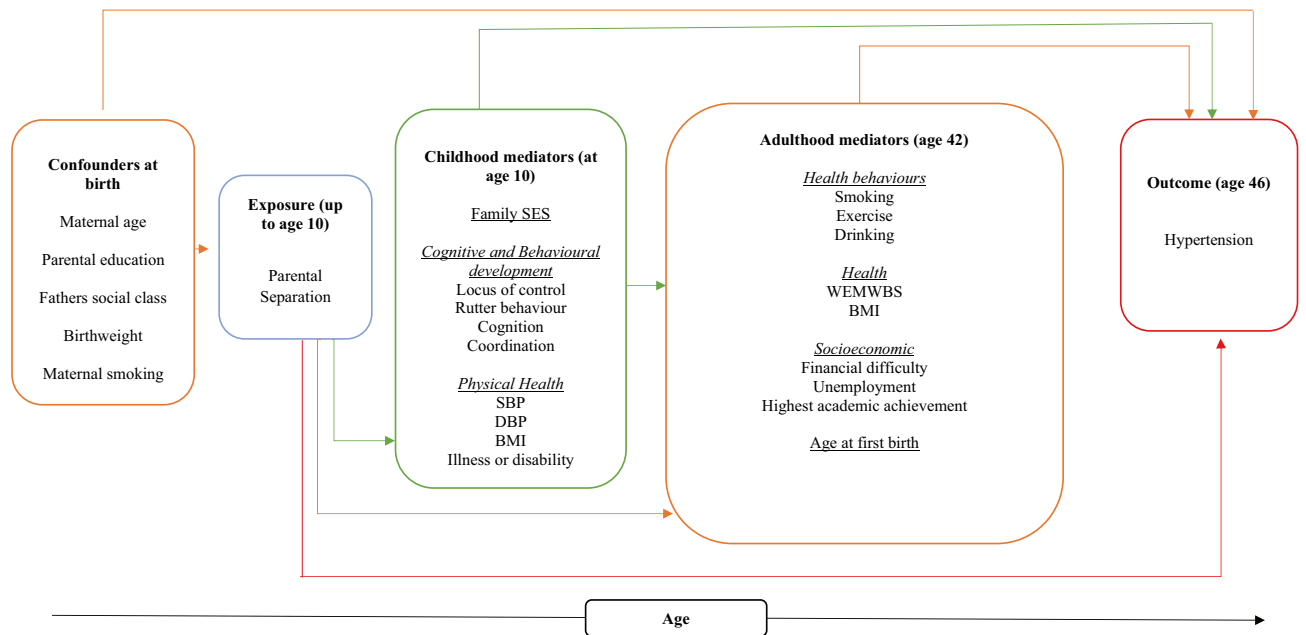 Confounders at
birth
Maternal age
Parental education
Fathers social class
Birthweight
Maternal smoking
Exposure (up
to age 10)
Parental
Separation
Childhood mediators (at
age 10)
Family SES
Cognitive and Behavioural
development
Locus of control
Rutter behaviour
Cognition
Coordination
Physical Health
SBP
DBP
BMI
Illness or disability
Adulthood mediators (age 42)
Health behaviours
Smoking
Exercise
Drinking
Health
WEMWBS
BMI
Socioeconomic
Financial difficulty
Unemployment
Highest academic achievement
Age at first birth
Outcome (age 46)
Hypertension
Age